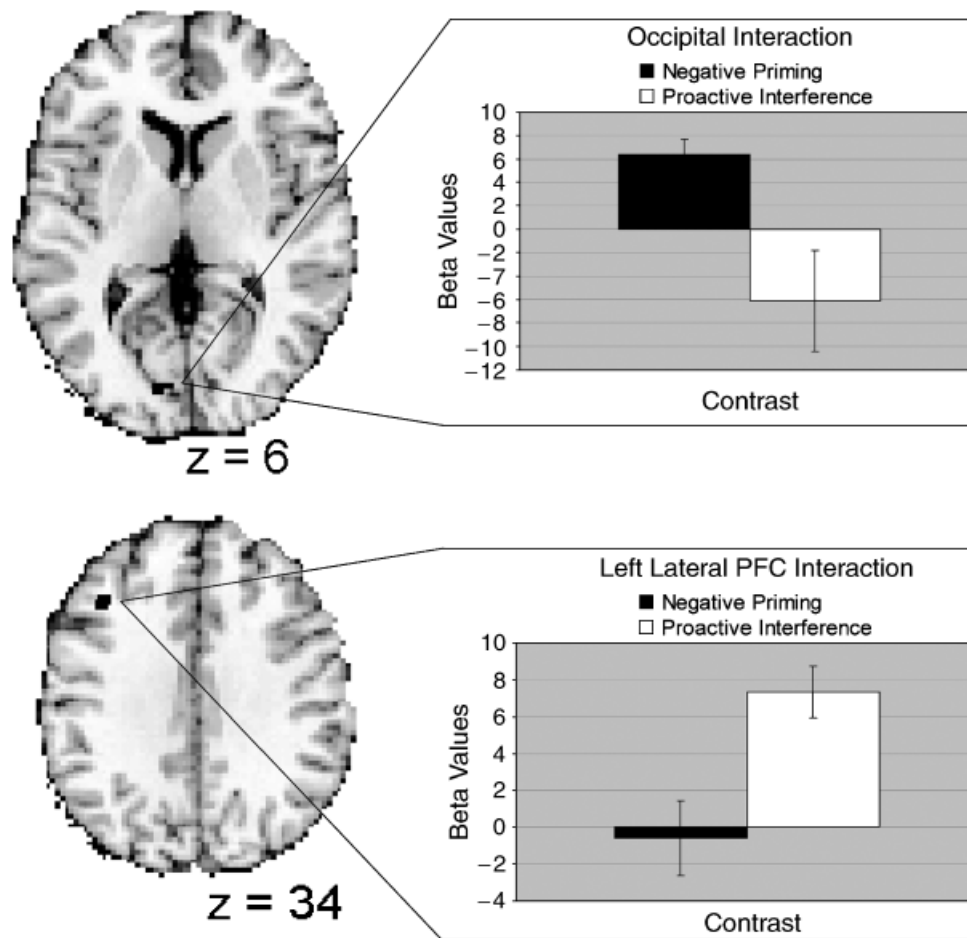 Occipital Interaction
Negative Priming
Proactive Interference
10
8
6
4
2
0
−2
−7
−6
−8
−10
−12
Beta Values
Contrast
z = 6
Left Lateral PFC Interaction
Negative Priming
Proactive Interference
10
8
6
4
2
0
−2
−4
Beta Values
Contrast
z = 34